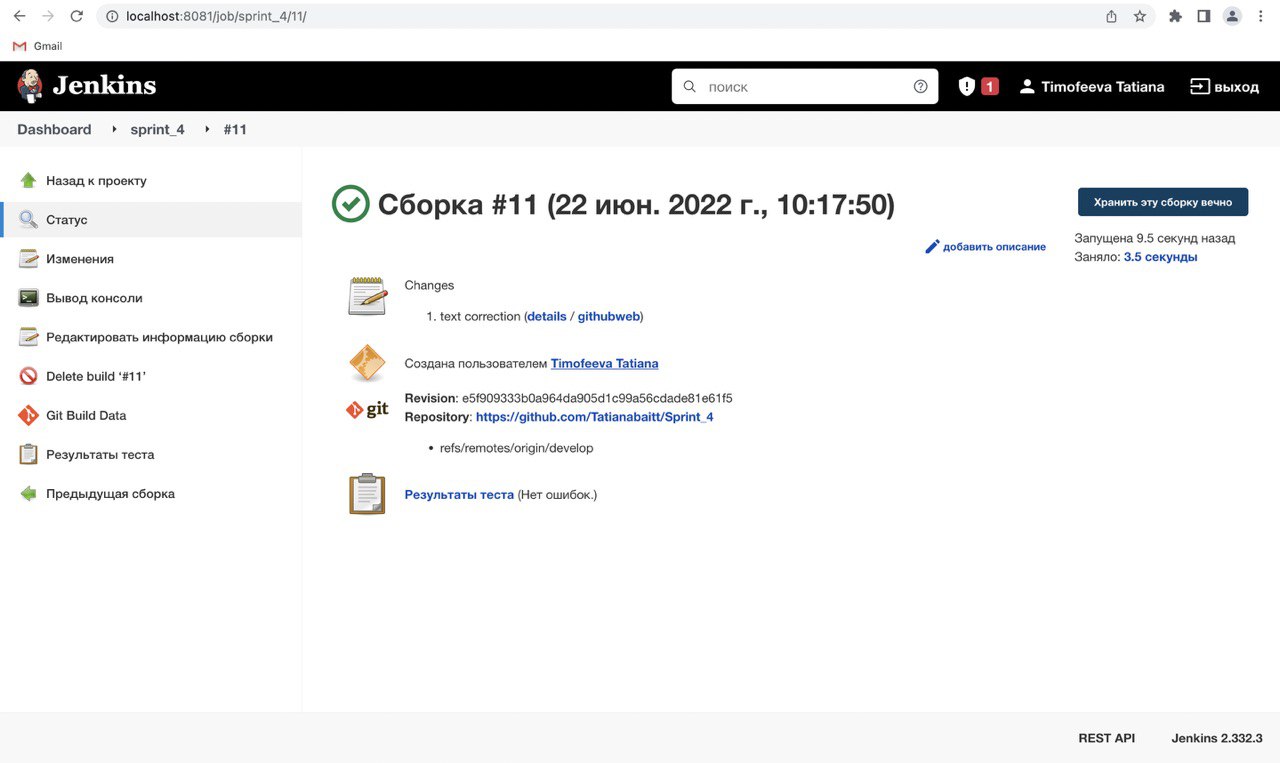 localhost:8081/job/sprint_4/11/
Gmail
Jenkins
поиск
1
Timofeeva Tatiana
выход
Dashboard
sprint_4
#11
Назад к проекту
Статус
Изменения
Вывод консоли
Редактировать информацию сборки
Delete build ‘#11’
Git Build Data
Результаты теста
Предыдущая сборка
Сборка #11 (22 июн. 2022 г., 10:17:50)
Хранить эту сборку вечно
добавить описание
Запущена 9.5 секунд назад
Заняло: 3.5 секунды
Changes
1. text correction (details / githubweb)
Создана пользователем Timofeeva Tatiana
git
Revision: e5f909333b0a964da905d1c99a56cdade81e61f5
Repository: https://github.com/Tatianabaitt/Sprint_4
• refs/remotes/origin/develop
Результаты теста (Нет ошибок.)
REST API
Jenkins 2.332.3